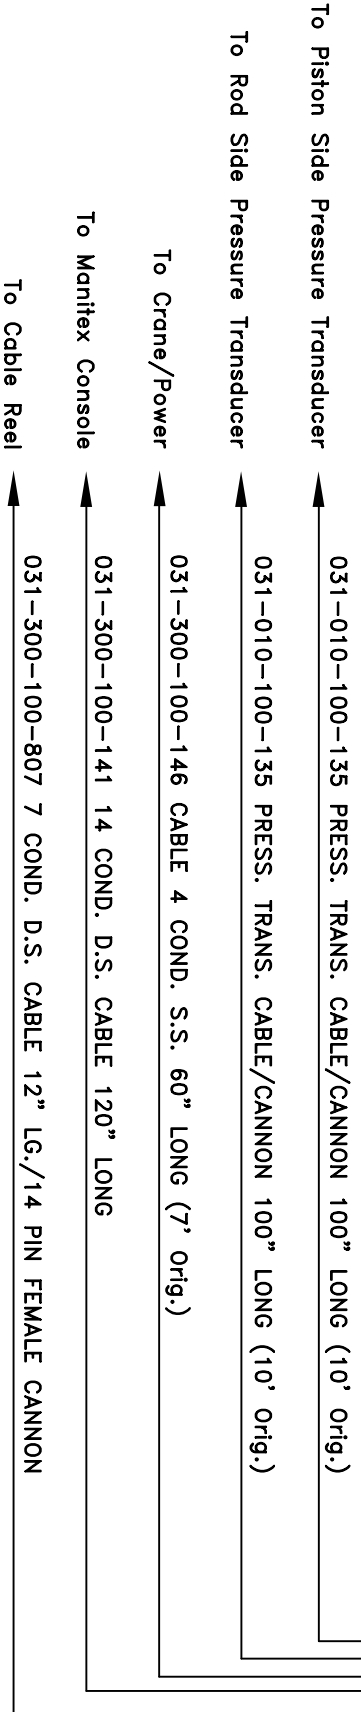 To Piston Side Pressure Transducer
031-010-100-135 PRESS. TRANS. CABLE/CANNON 100" LONG (10' Orig.)
To Rod Side Pressure Transducer
031-010-100-135 PRESS. TRANS. CABLE/CANNON 100" LONG (10' Orig.)
To Crane/Power
031-300-100-146 CABLE 4 COND. S.S. 60" LONG (7' Orig.)
To Manitex Console
031-300-100-141 14 COND. D.S. CABLE 120" LONG
To Cable Reel
031-300-100-807 7 COND. D.S. CABLE 12" LG./14 PIN FEMALE CANNON